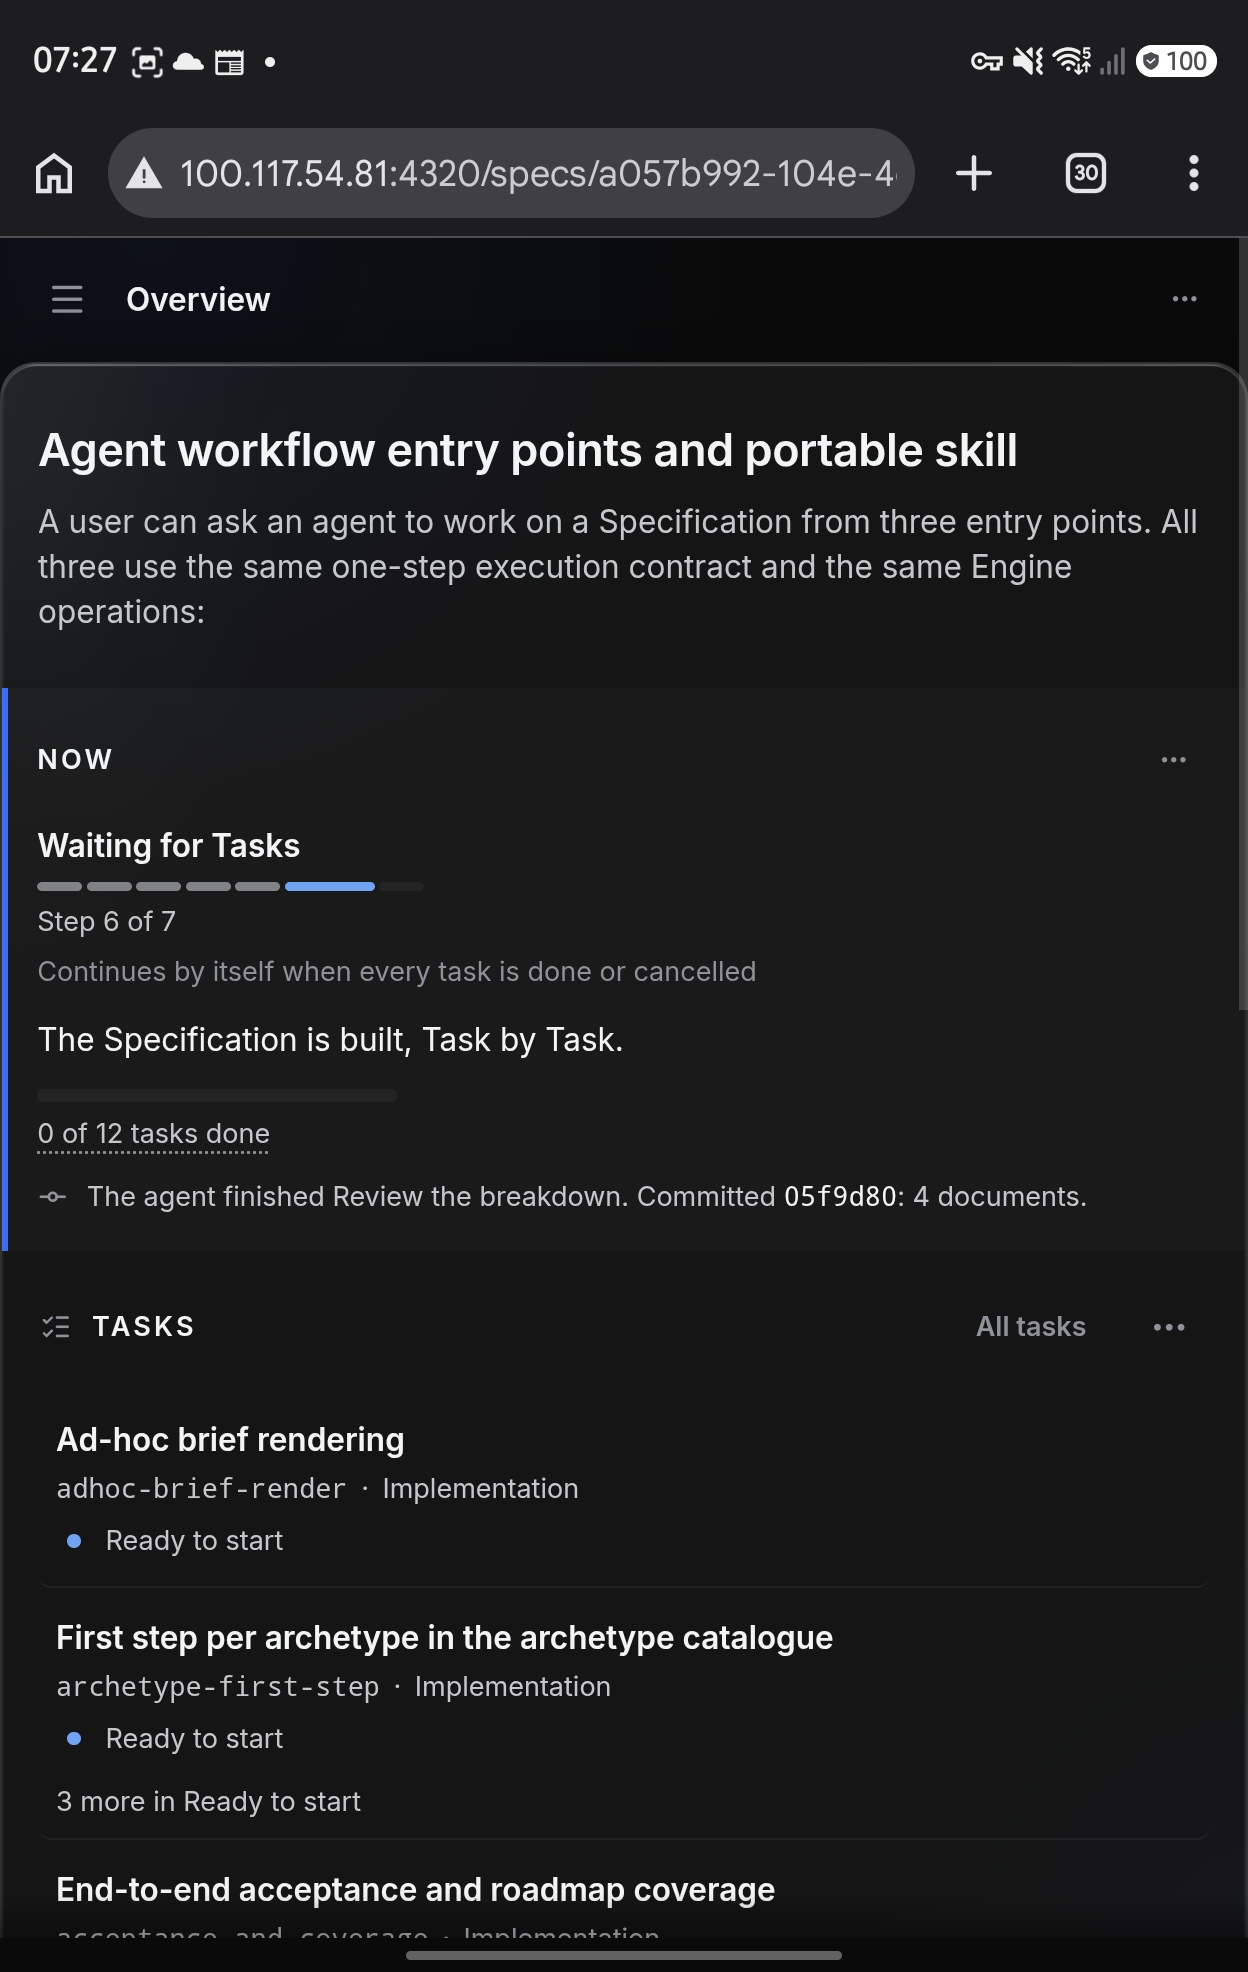 07:27
5
100
100.117.54.81:4320/specs/a057b992-104e-4
30
Overview
Agent workflow entry points and portable skill
A user can ask an agent to work on a Specification from three entry points. All
three use the same one-step execution contract and the same Engine
operations:
NOW
Waiting for Tasks
Step 6 of 7
Continues by itself when every task is done or cancelled
The Specification is built, Task by Task.
0 of 12 tasks done
The agent finished Review the breakdown. Committed 05f9d80: 4 documents.
TASKS
All tasks
Ad-hoc brief rendering
adhoc-brief-render · Implementation
Ready to start
First step per archetype in the archetype catalogue
archetype-first-step · Implementation
Ready to start
3 more in Ready to start
End-to-end acceptance and roadmap coverage
acceptance-and-coverage · Implementation